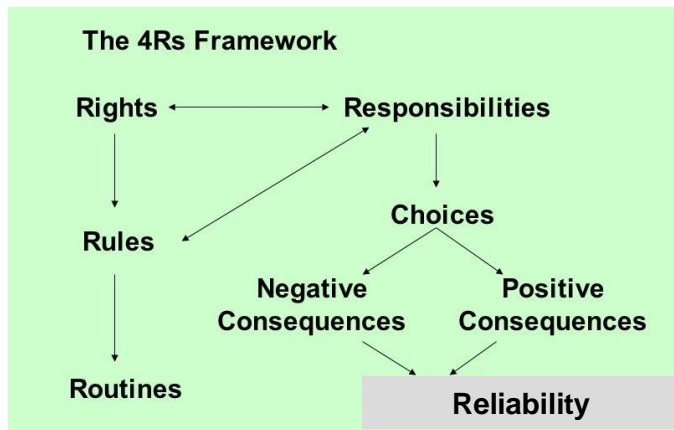 The 4Rs Framework
Rights
Responsibilities
Choices
Rules
Negative
Consequences
Positive
Consequences
Routines
Reliability